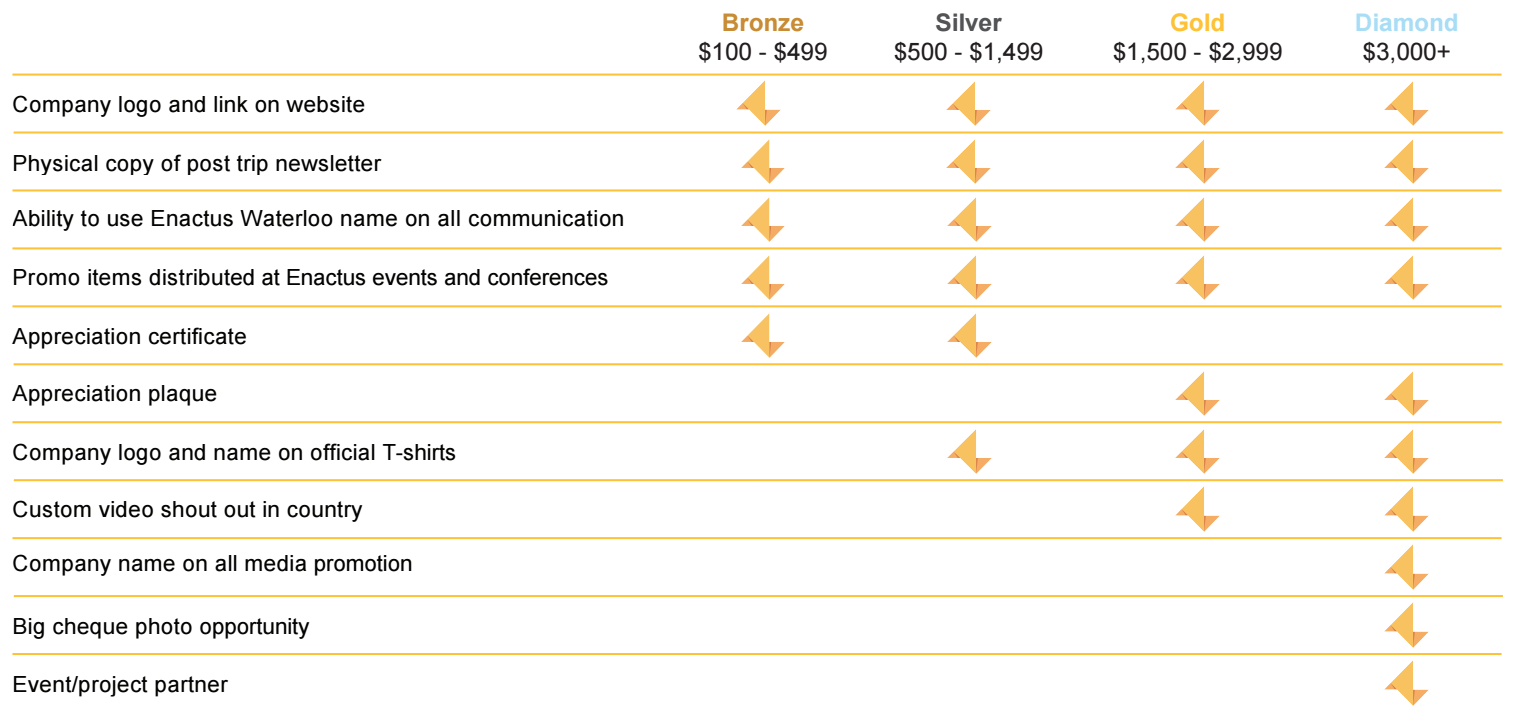 Bronze Silver Gold Diamond
$100 - $499 $500 - $1,499 $1,500 - $2,999 $3,000+
Company logo and link on website
Physical copy of post trip newsletter
Ability to use Enactus Waterloo name on all communication
Promo items distributed at Enactus events and conferences
Appreciation certificate
Appreciation plaque
Company logo and name on official T-shirts
Custom video shout out in country
Company name on all media promotion
Big cheque photo opportunity
Event/project partner